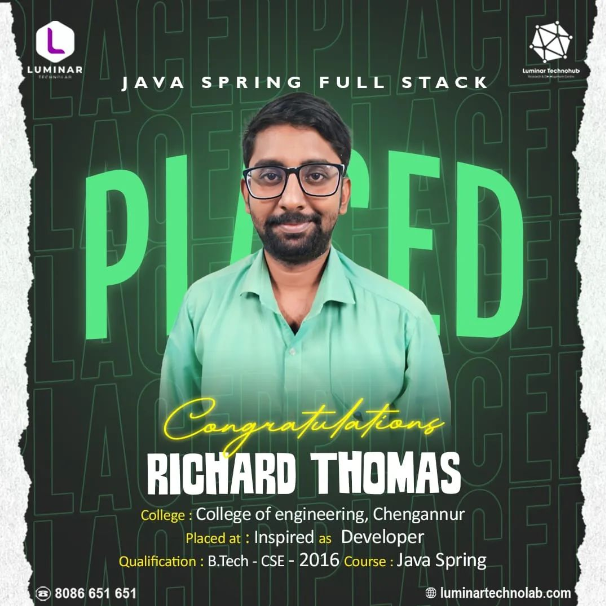 LUMINAR
TECHNOLAB
Luminar Technohub
JAVA SPRING FULL STACK
PLACED
Congratulations
RICHARD THOMAS
College : College of engineering, Chengannur
Placed at : Inspired as Developer
Qualification : B.Tech - CSE - 2016 Course : Java Spring
8086 651 651
luminartechnolab.com